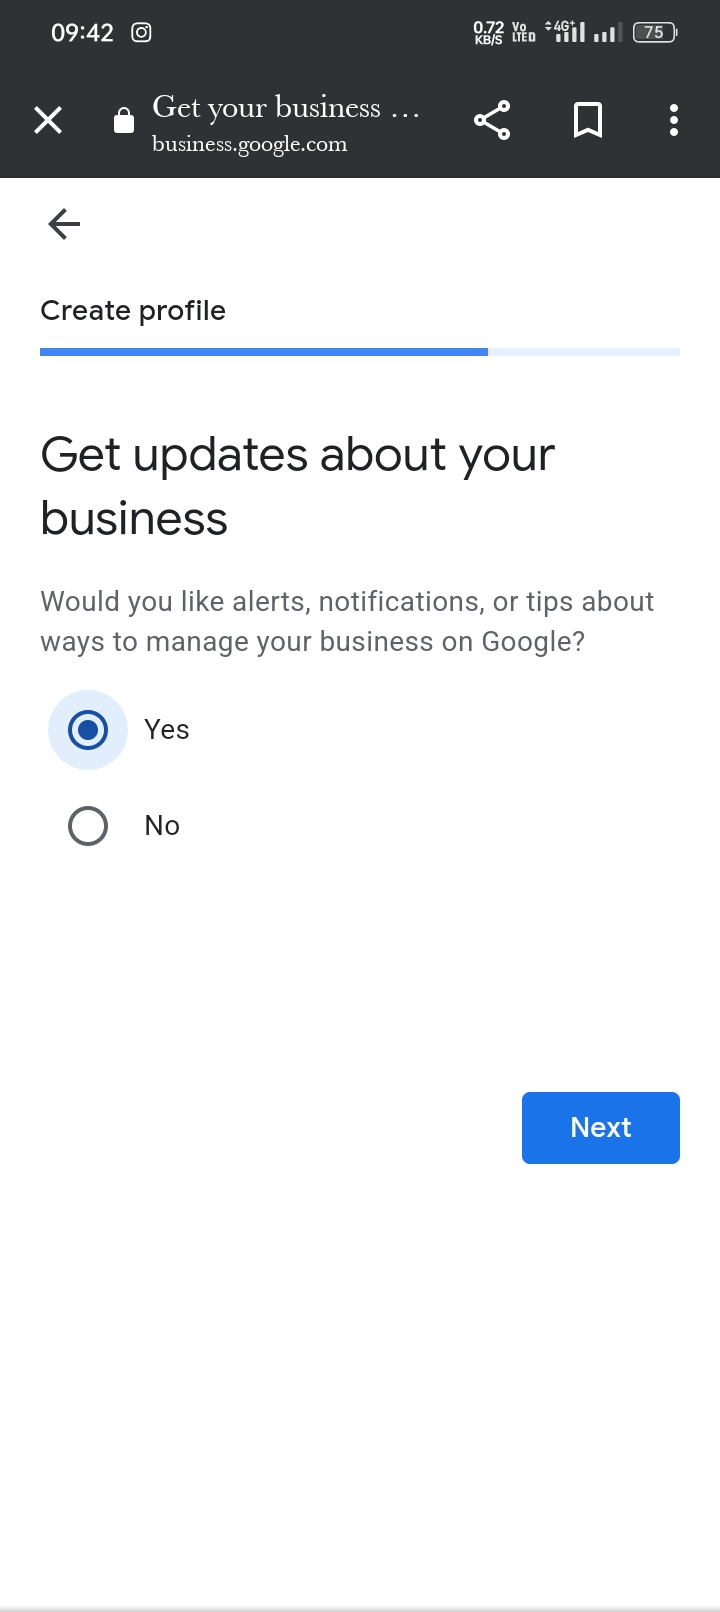 09:42
0.72
KB/S
Vo
LTED
4G+
75
Get your business …
business.google.com
Create profile
Get updates about your
business
Would you like alerts, notifications, or tips about
ways to manage your business on Google?
Yes
No
Next